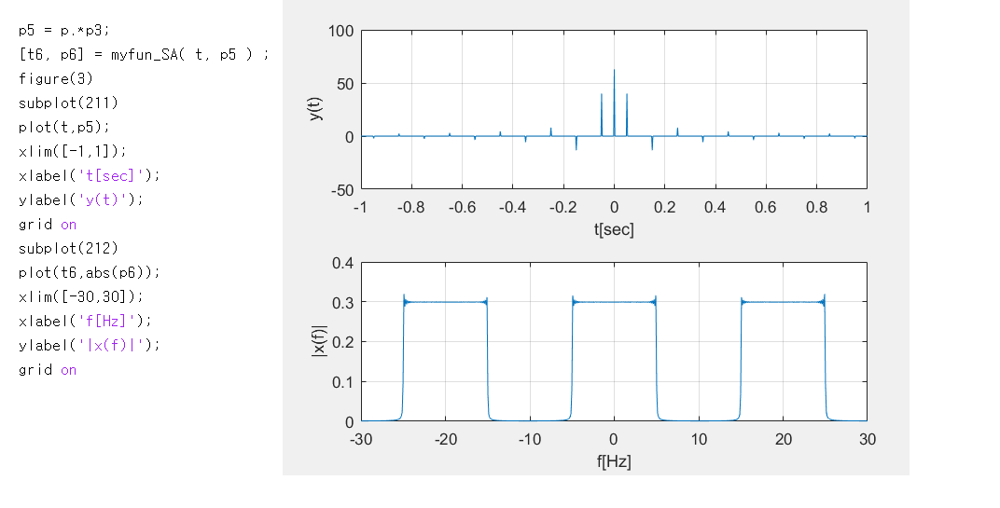 p5 = p.*p3;
[t6, p6] = myfun_SA( t, p5 ) ;
figure(3)
subplot(211)
plot(t,p5);
xlim([-1,1]);
xlabel('t[sec]');
ylabel('y(t)');
grid on
subplot(212)
plot(t6,abs(p6));
xlim([-30,30]);
xlabel('f[Hz]');
ylabel('|x(f)|');
grid on
100
50
0
-50
y(t)
-1 -0.8 -0.6 -0.4 -0.2 0 0.2 0.4 0.6 0.8 1
t[sec]
0.4
0.3
0.2
0.1
0
|x(f)|
-30 -20 -10 0 10 20 30
f[Hz]